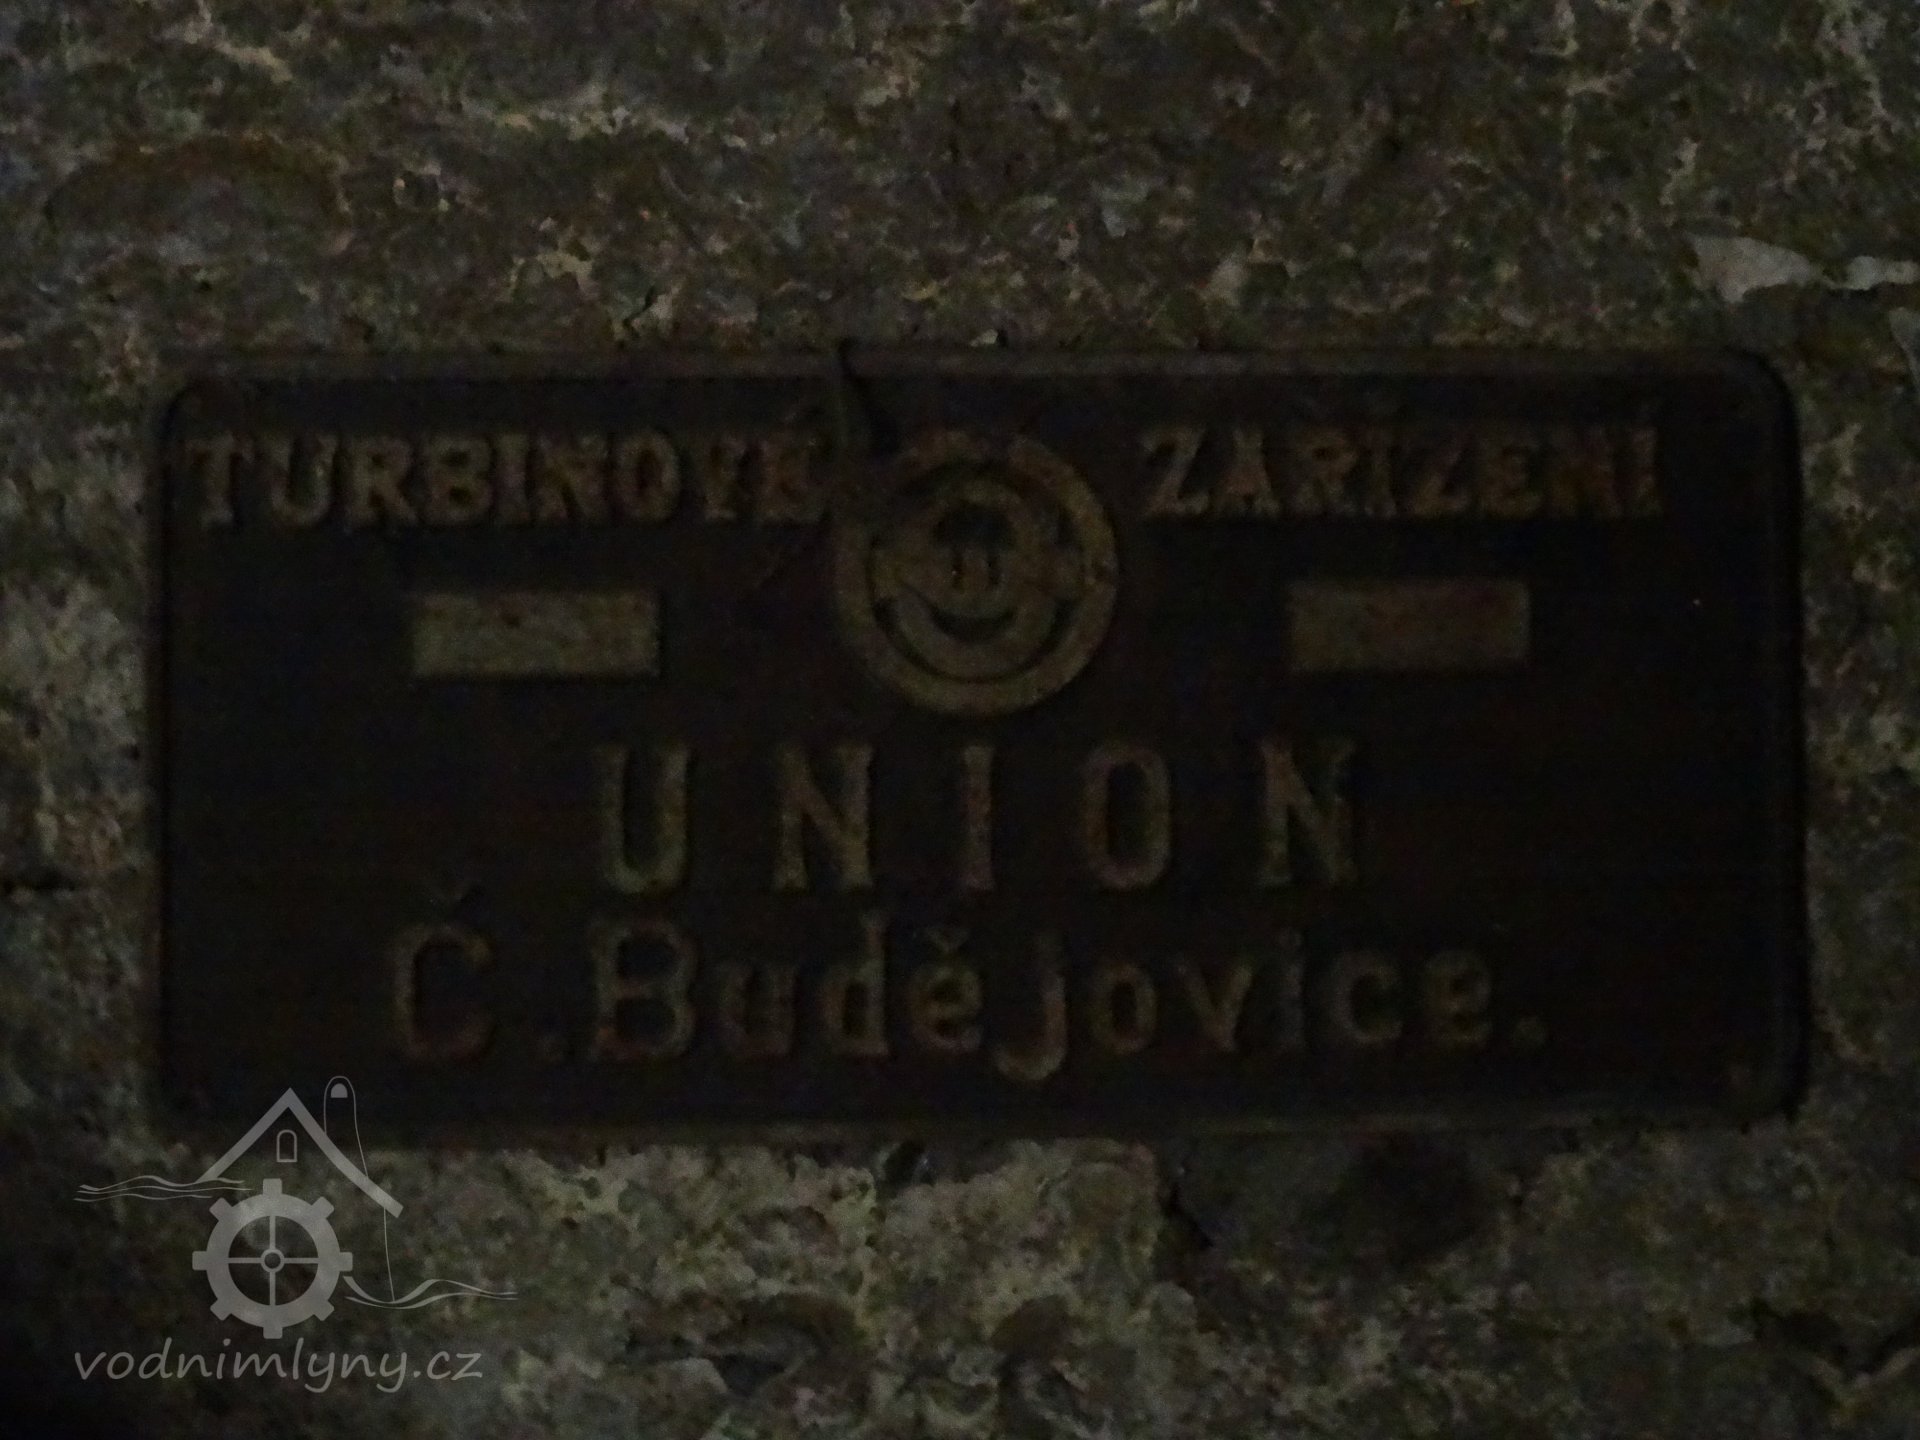 TURBINOVÉ ZAŘÍZENÍ
UNION
Č. Budějovice.
vodnimlyny.cz